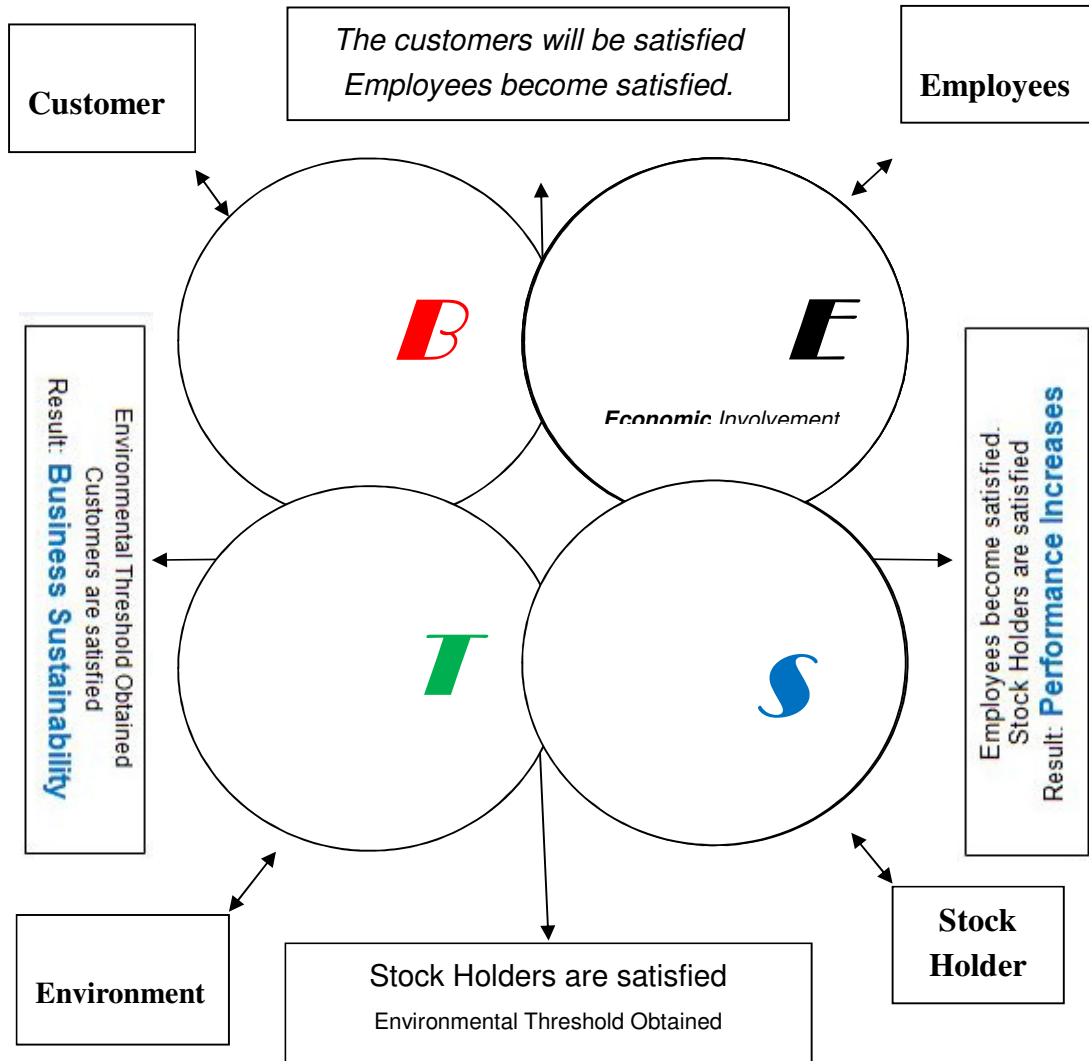 The customers will be satisfied
Employees become satisfied.
Customer
Employees
B
E
Economic Involvement
Environmental Threshold Obtained
Customers are satisfied
Result: Business Sustainability
Employees become satisfied.
Stock Holders are satisfied
Result: Performance Increases
T
S
Environment
Stock Holders are satisfied
Environmental Threshold Obtained
Stock
Holder